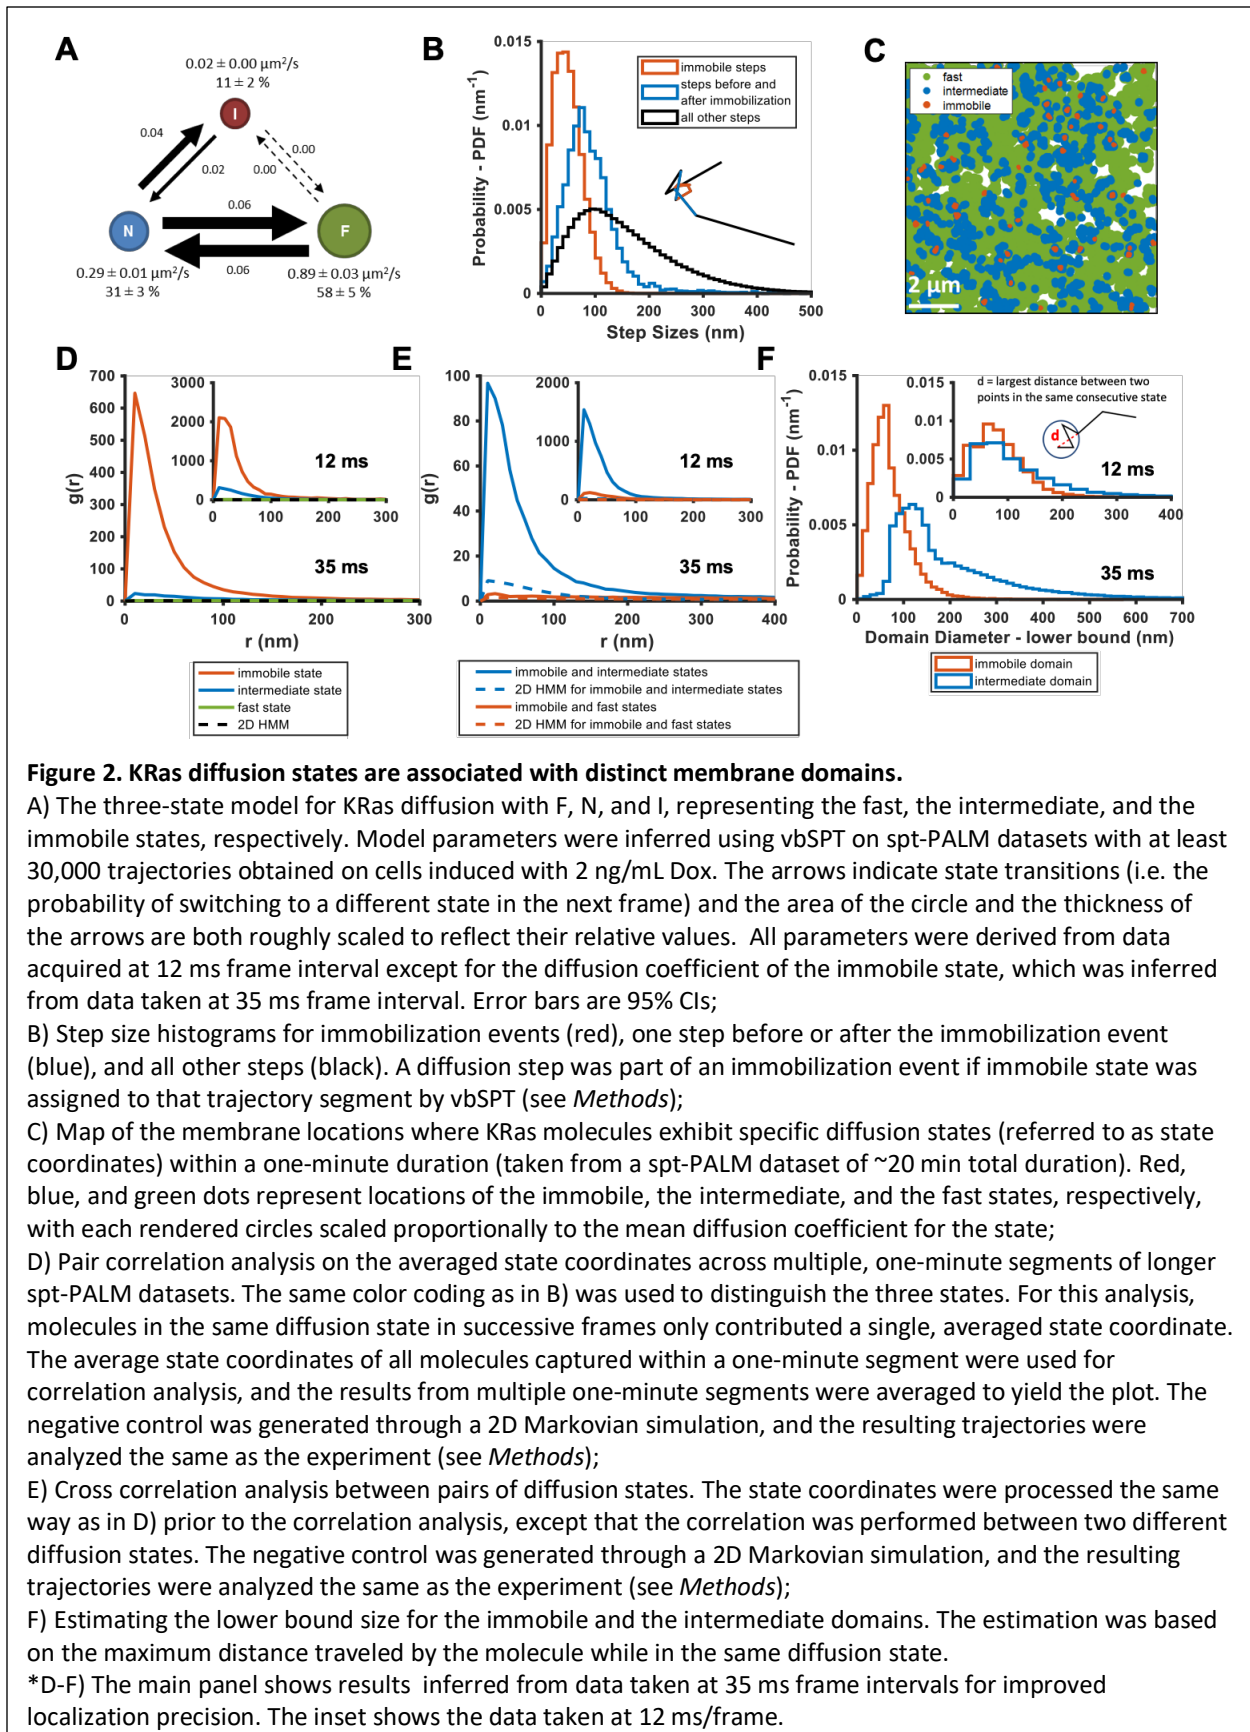 A
0.02 ± 0.00 µm²/s
11 ± 2 %
I
0.04
0.02
0.00
0.00
N
0.06
F
0.06
0.29 ± 0.01 µm²/s
31 ± 3 %
0.89 ± 0.03 µm²/s
58 ± 5 %
B
Probability - PDF (nm⁻¹)
0.015
0.01
0.005
0
immobile steps
steps before and
after immobilization
all other steps
0 100 200 300 400 500
Step Sizes (nm)
C
fast
intermediate
immobile
2 µm
D
g(r)
700
600
500
400
300
200
100
0
3000
2000
1000
0
0 100 200 300
12 ms
35 ms
0 100 200 300
r (nm)
immobile state
intermediate state
fast state
2D HMM
E
g(r)
100
80
60
40
20
0
2000
1000
0
0 100 200 300 400
12 ms
35 ms
0 100 200 300 400
r (nm)
immobile and intermediate states
2D HMM for immobile and intermediate states
immobile and fast states
2D HMM for immobile and fast states
F
Probability - PDF (nm⁻¹)
0.015
0.01
0.005
0
0.015
0.01
0.005
0
d = largest distance between two
points in the same consecutive state
d
12 ms
0 100 200 300 400
35 ms
0 100 200 300 400 500 600 700
Domain Diameter - lower bound (nm)
immobile domain
intermediate domain
Figure 2. KRas diffusion states are associated with distinct membrane domains.
A) The three-state model for KRas diffusion with F, N, and I, representing the fast, the intermediate, and the
immobile states, respectively. Model parameters were inferred using vbSPT on spt-PALM datasets with at least
30,000 trajectories obtained on cells induced with 2 ng/mL Dox. The arrows indicate state transitions (i.e. the
probability of switching to a different state in the next frame) and the area of the circle and the thickness of
the arrows are both roughly scaled to reflect their relative values.  All parameters were derived from data
acquired at 12 ms frame interval except for the diffusion coefficient of the immobile state, which was inferred
from data taken at 35 ms frame interval. Error bars are 95% CIs;
B) Step size histograms for immobilization events (red), one step before or after the immobilization event
(blue), and all other steps (black). A diffusion step was part of an immobilization event if immobile state was
assigned to that trajectory segment by vbSPT (see Methods);
C) Map of the membrane locations where KRas molecules exhibit specific diffusion states (referred to as state
coordinates) within a one-minute duration (taken from a spt-PALM dataset of ~20 min total duration). Red,
blue, and green dots represent locations of the immobile, the intermediate, and the fast states, respectively,
with each rendered circles scaled proportionally to the mean diffusion coefficient for the state;
D) Pair correlation analysis on the averaged state coordinates across multiple, one-minute segments of longer
spt-PALM datasets. The same color coding as in B) was used to distinguish the three states. For this analysis,
molecules in the same diffusion state in successive frames only contributed a single, averaged state coordinate.
The average state coordinates of all molecules captured within a one-minute segment were used for
correlation analysis, and the results from multiple one-minute segments were averaged to yield the plot. The
negative control was generated through a 2D Markovian simulation, and the resulting trajectories were
analyzed the same as the experiment (see Methods);
E) Cross correlation analysis between pairs of diffusion states. The state coordinates were processed the same
way as in D) prior to the correlation analysis, except that the correlation was performed between two different
diffusion states. The negative control was generated through a 2D Markovian simulation, and the resulting
trajectories were analyzed the same as the experiment (see Methods);
F) Estimating the lower bound size for the immobile and the intermediate domains. The estimation was based
on the maximum distance traveled by the molecule while in the same diffusion state.
*D-F) The main panel shows results  inferred from data taken at 35 ms frame intervals for improved
localization precision. The inset shows the data taken at 12 ms/frame.